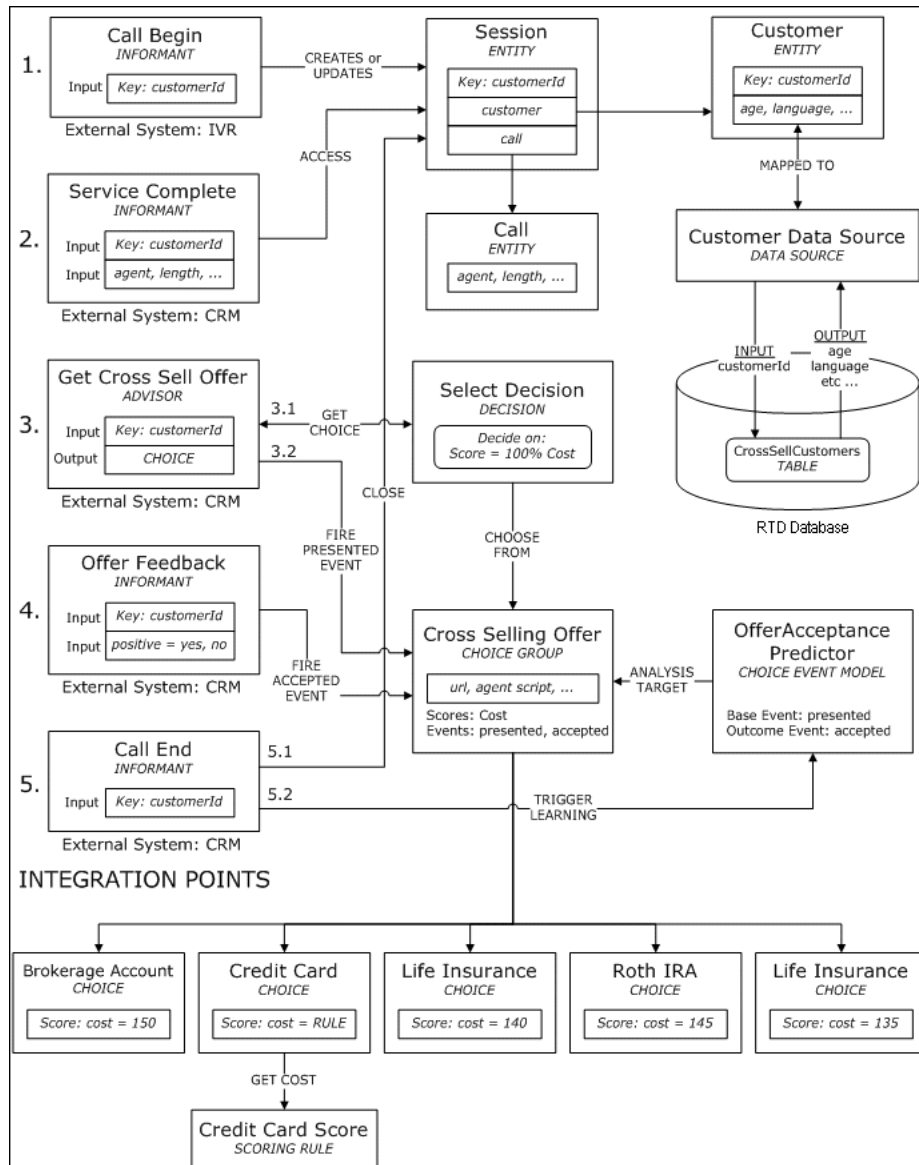 1.
Call Begin
INFORMANT
Input
Key: customerId
External System: IVR
CREATES or
UPDATES
Session
ENTITY
Key: customerId
customer
call
Customer
ENTITY
Key: customerId
age, language, ...
ACCESS
MAPPED TO
2.
Service Complete
INFORMANT
Input
Key: customerId
Input
agent, length, ...
External System: CRM
Call
ENTITY
agent, length, ...
Customer Data Source
DATA SOURCE
INPUT
customerId
OUTPUT
age
language
etc ...
CrossSellCustomers
TABLE
RTD Database
3.
Get Cross Sell Offer
ADVISOR
Input
Key: customerId
Output
CHOICE
External System: CRM
3.1
GET
CHOICE
3.2
Select Decision
DECISION
Decide on:
Score = 100% Cost
CLOSE
FIRE
PRESENTED
EVENT
CHOOSE
FROM
4.
Offer Feedback
INFORMANT
Input
Key: customerId
Input
positive = yes, no
External System: CRM
FIRE
ACCEPTED
EVENT
Cross Selling Offer
CHOICE GROUP
url, agent script, ...
Scores: Cost
Events: presented, accepted
ANALYSIS
TARGET
OfferAcceptance
Predictor
CHOICE EVENT MODEL
Base Event: presented
Outcome Event: accepted
5.
Call End
INFORMANT
Input
Key: customerId
External System: CRM
5.1
5.2
TRIGGER
LEARNING
INTEGRATION POINTS
Brokerage Account
CHOICE
Score: cost = 150
Credit Card
CHOICE
Score: cost = RULE
Life Insurance
CHOICE
Score: cost = 140
Roth IRA
CHOICE
Score: cost = 145
Life Insurance
CHOICE
Score: cost = 135
GET COST
Credit Card Score
SCORING RULE